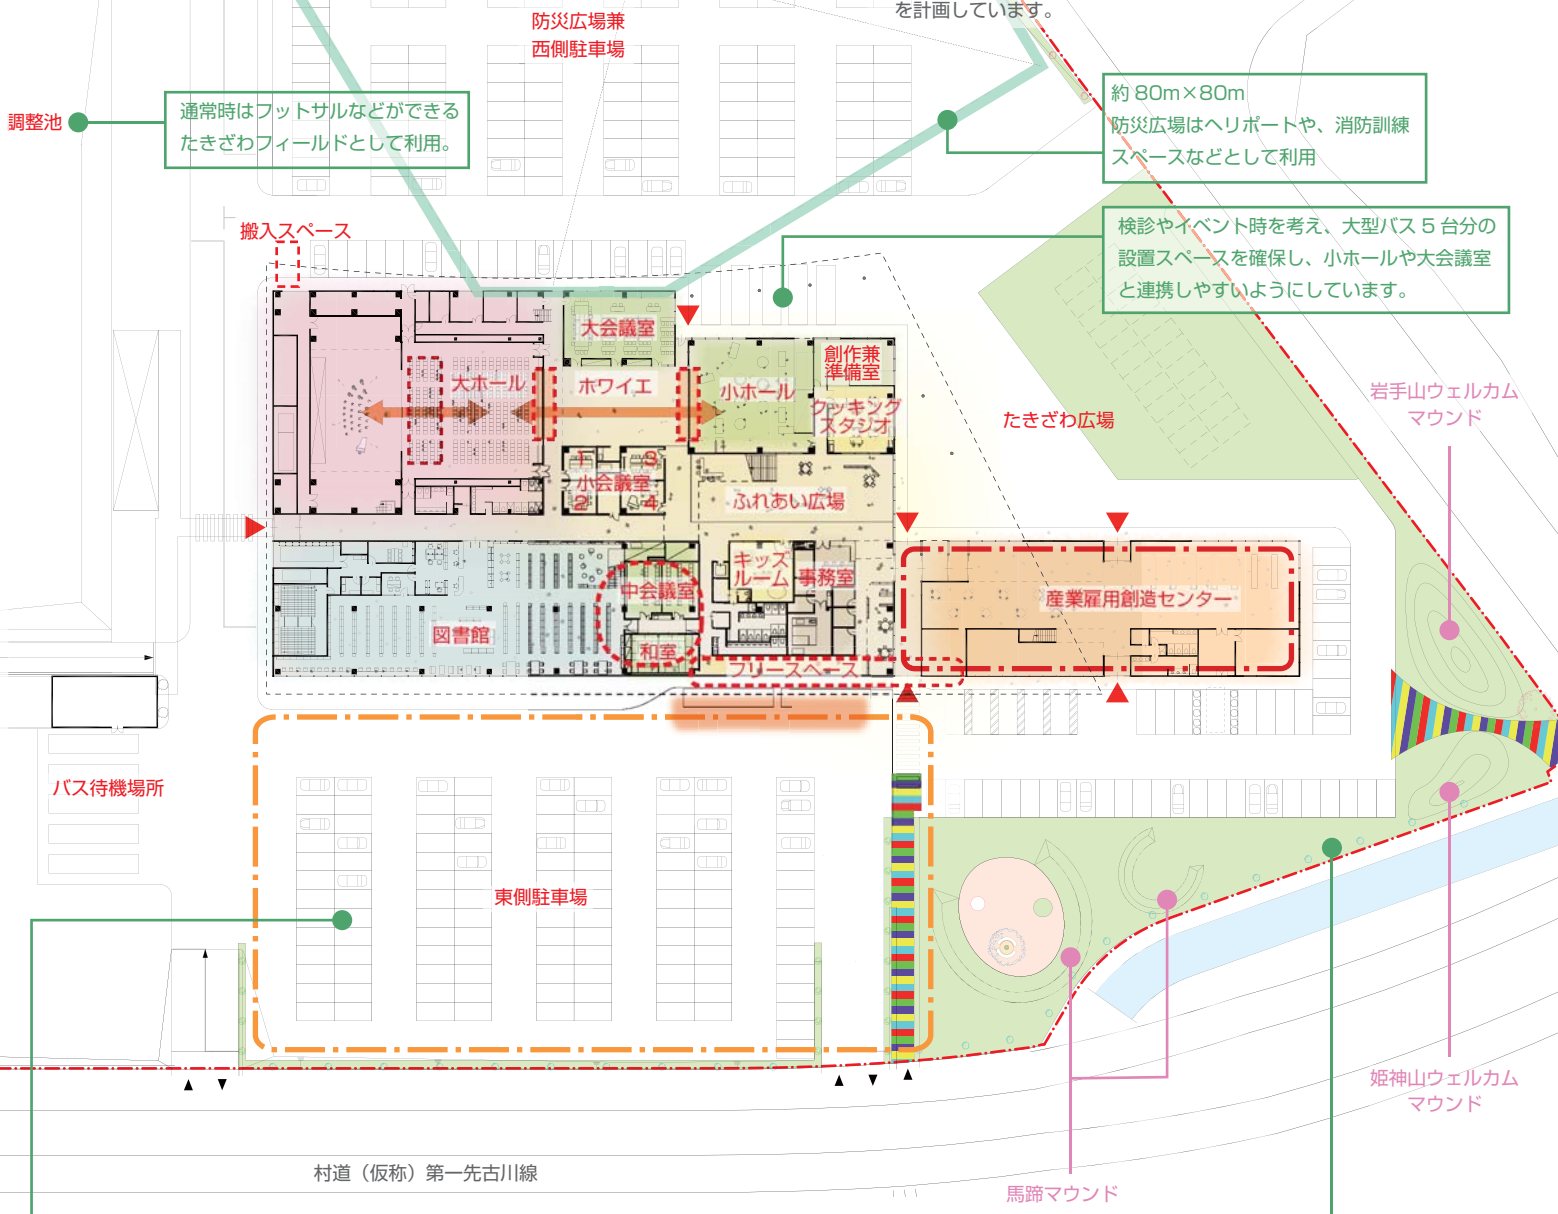 を計画しています。
防災広場兼
西側駐車場
調整池
通常時はフットサルなどができる
たきざわフィールドとして利用。
約80m×80m
防災広場はヘリポートや、消防訓練
スペースなどとして利用
搬入スペース
検診やイベント時を考え、大型バス5台分の
設置スペースを確保し、小ホールや大会議室
と連携しやすいようにしています。
大会議室
大ホール
ホワイエ
小ホール
創作兼
準備室
クッキング
スタジオ
たきざわ広場
岩手山ウェルカム
マウンド
1 3
小会議室
2 4
ふれあい広場
キッズ
ルーム
事務室
中会議室
産業雇用創造センター
図書館
和室
フリースペース
バス待機場所
東側駐車場
姫神山ウェルカム
マウンド
村道（仮称）第一先古川線
馬蹄マウンド